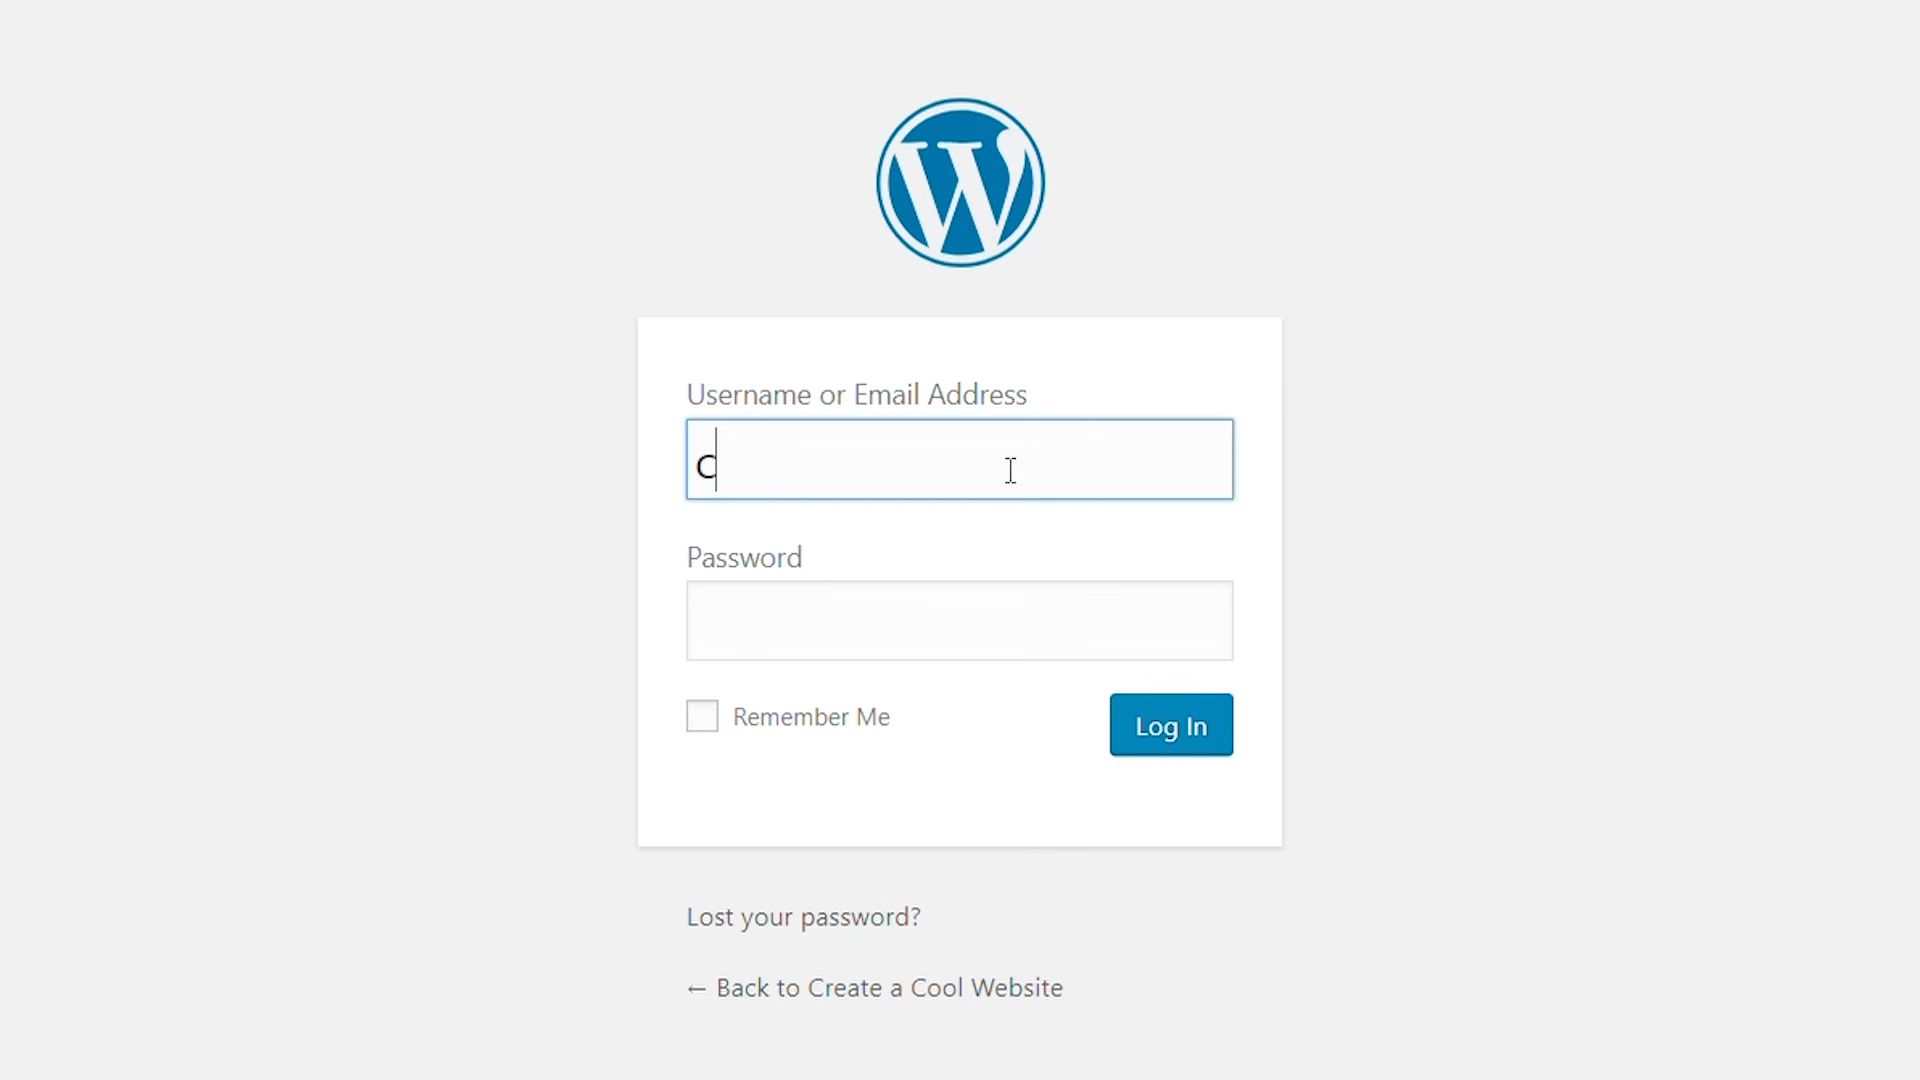 W
Username or Email Address
C
Password
Remember Me
Log In
Lost your password?
← Back to Create a Cool Website